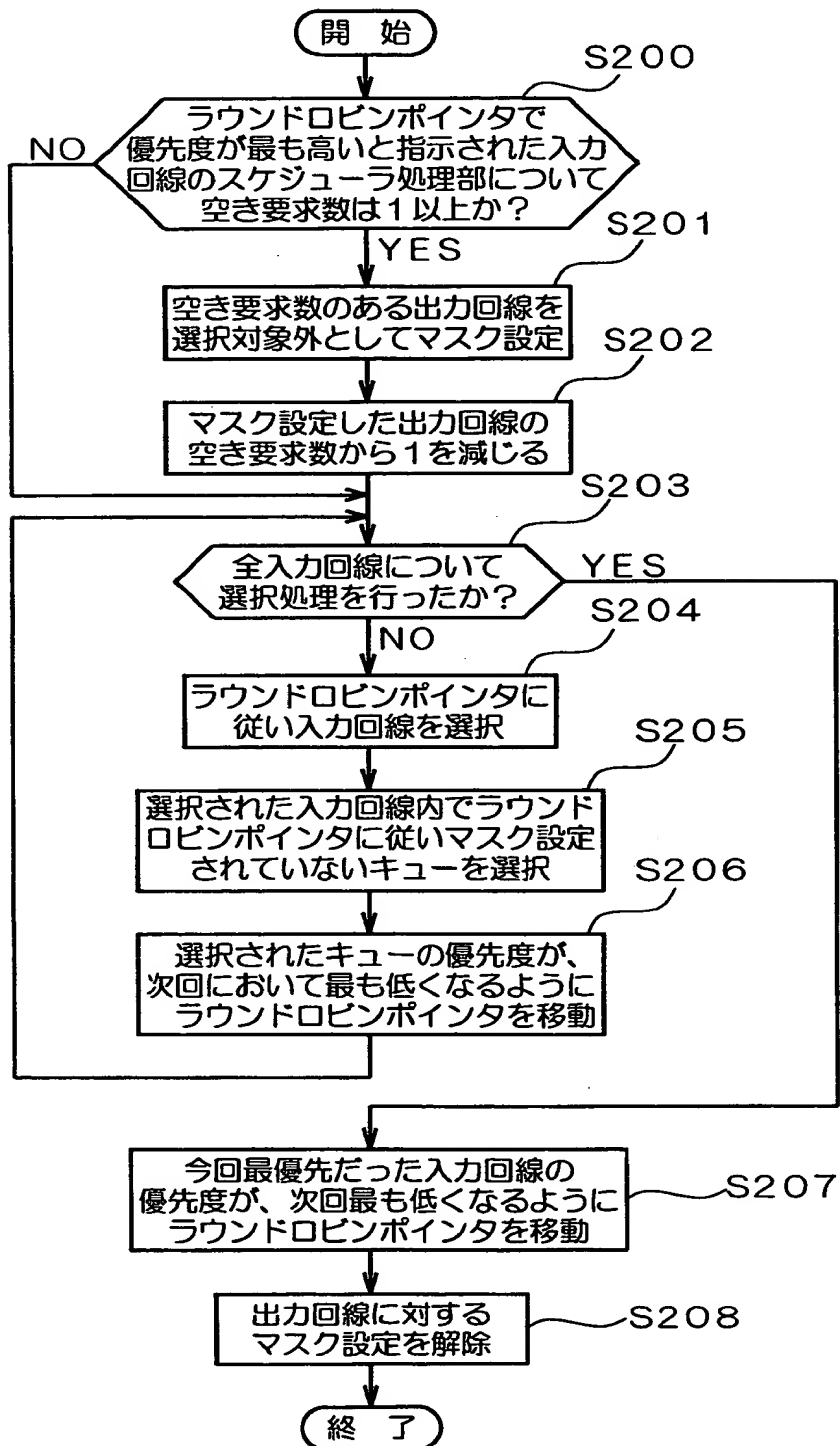 開 始
S200
ラウンドロビンポインタで
優先度が最も高いと指示された入力
回線のスケジューラ処理部について
空き要求数は1以上か?
NO
YES
S201
空き要求数のある出力回線を
選択対象外としてマスク設定
S202
マスク設定した出力回線の
空き要求数から1を減じる
S203
全入力回線について
選択処理を行ったか?
YES
NO
S204
ラウンドロビンポインタに
従い入力回線を選択
S205
選択された入力回線内でラウンド
ロビンポインタに従いマスク設定
されていないキューを選択
S206
選択されたキューの優先度が、
次回において最も低くなるように
ラウンドロビンポインタを移動
今回最優先だった入力回線の
優先度が、次回最も低くなるように
ラウンドロビンポインタを移動
S207
出力回線に対する
マスク設定を解除
S208
終 了